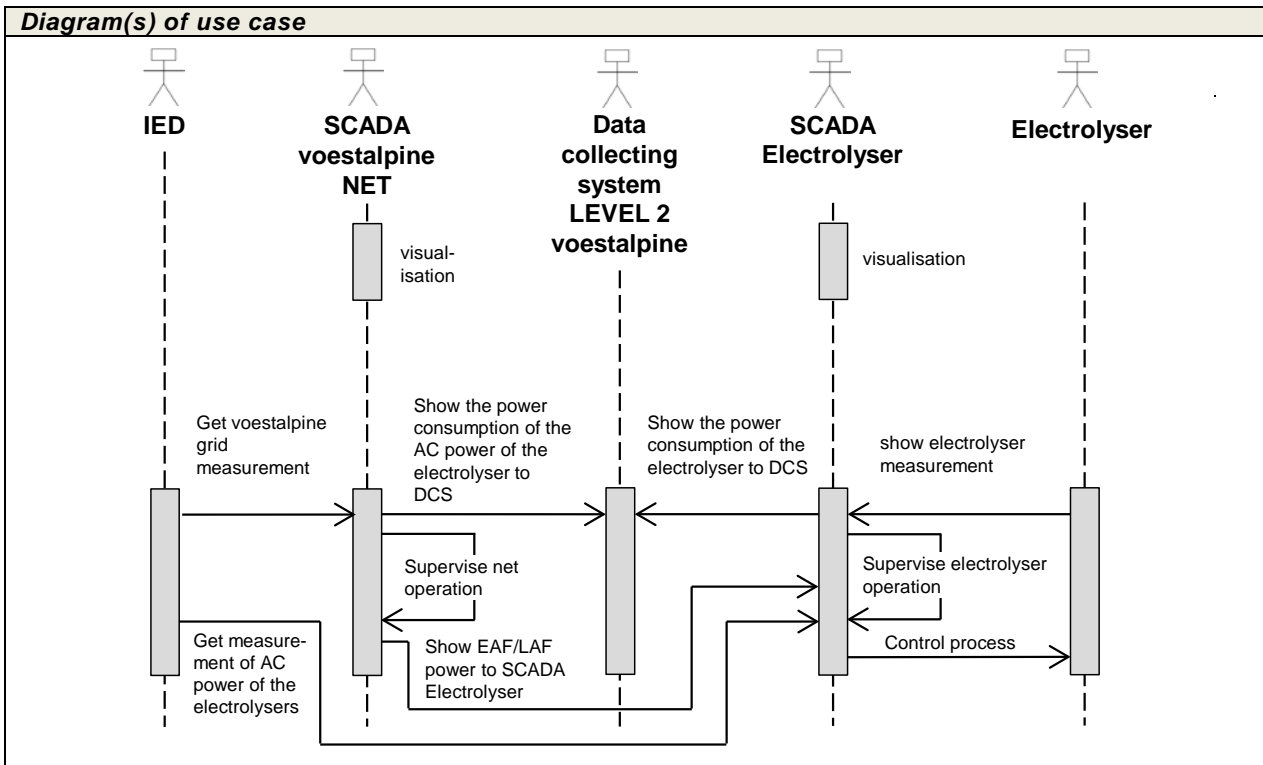 Diagram(s) of use case
IED
SCADA
voestalpine
NET
Data
collecting
system
LEVEL 2
voestalpine
SCADA
Electrolyser
Electrolyser
visual-
isation
visualisation
Get voestalpine
grid
measurement
Show the power
consumption of the
AC power of the
electrolyser to
DCS
Show the power
consumption of the
electrolyser to DCS
show electrolyser
measurement
Supervise net
operation
Supervise electrolyser
operation
Get measure-
ment of AC
power of the
electrolysers
Show EAF/LAF
power to SCADA
Electrolyser
Control process